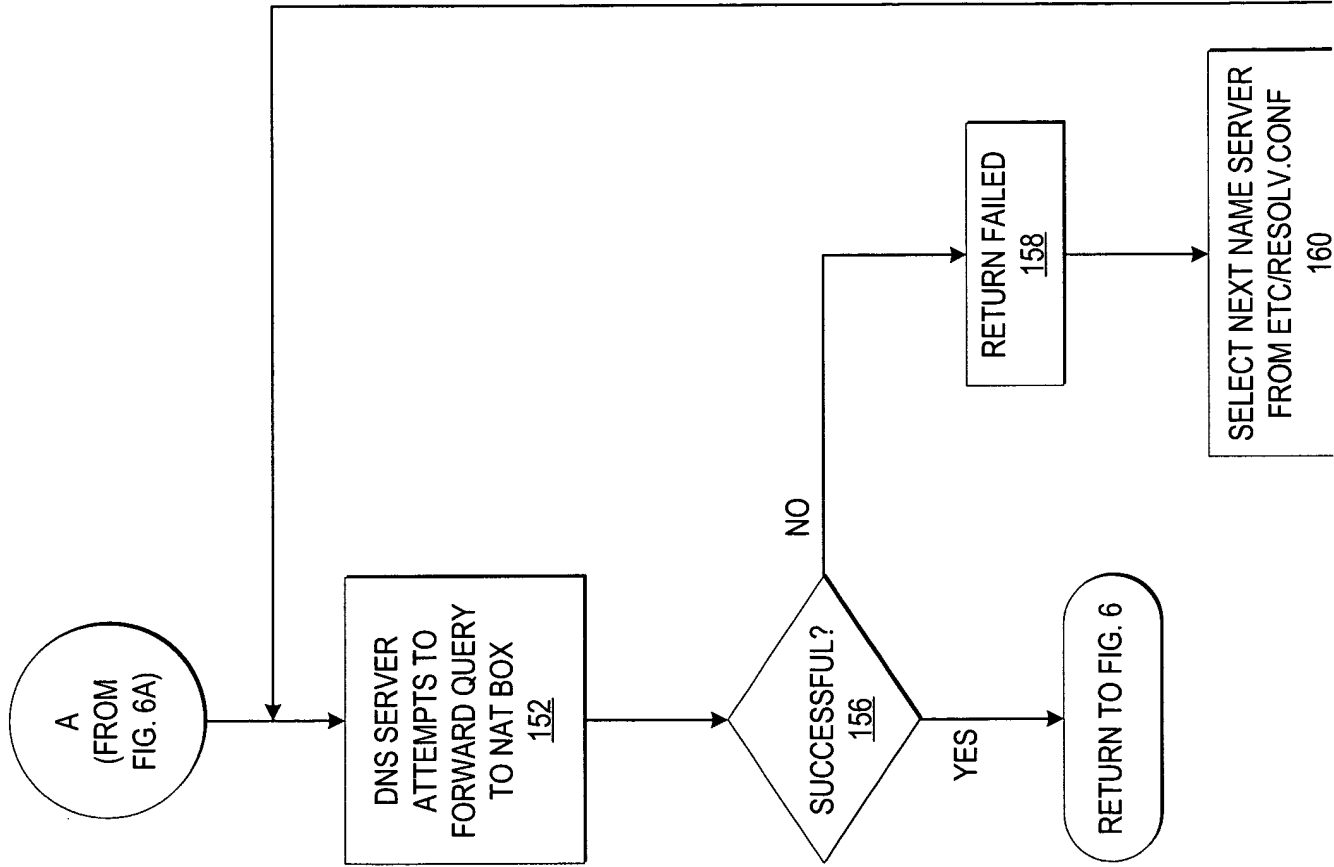 A
(FROM
FIG. 6A)
DNS SERVER
ATTEMPTS TO
FORWARD QUERY
TO NAT BOX
152
SUCCESSFUL?
156
NO
YES
RETURN FAILED
158
SELECT NEXT NAME SERVER
FROM ETC/RESOLV.CONF
160
RETURN TO FIG. 6